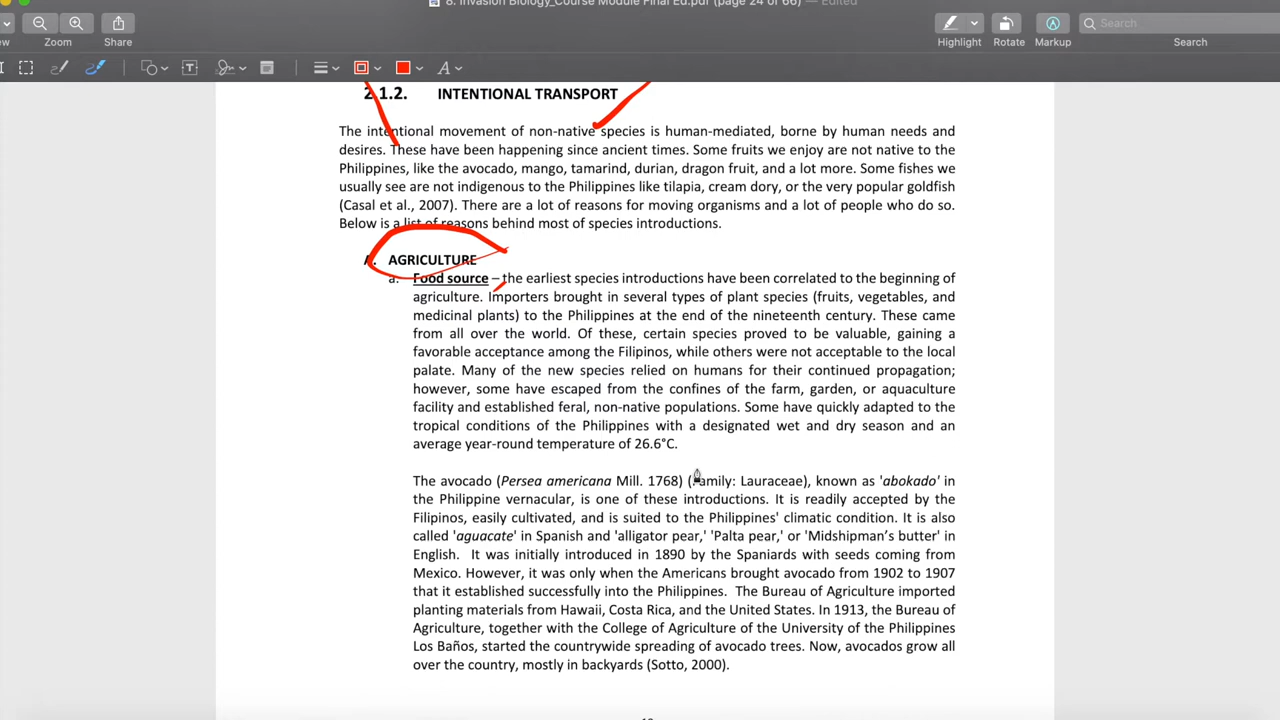 8. Invasion Biology_Course Module Final Ed.pdf (page 24 of 66) — Edited
Zoom Share Highlight Rotate Markup Search
Search
2.1.2. INTENTIONAL TRANSPORT
The intentional movement of non-native species is human-mediated, borne by human needs and
desires. These have been happening since ancient times. Some fruits we enjoy are not native to the
Philippines, like the avocado, mango, tamarind, durian, dragon fruit, and a lot more. Some fishes we
usually see are not indigenous to the Philippines like tilapia, cream dory, or the very popular goldfish
(Casal et al., 2007). There are a lot of reasons for moving organisms and a lot of people who do so.
Below is a list of reasons behind most of species introductions.
A. AGRICULTURE
a. Food source – the earliest species introductions have been correlated to the beginning of
agriculture. Importers brought in several types of plant species (fruits, vegetables, and
medicinal plants) to the Philippines at the end of the nineteenth century. These came
from all over the world. Of these, certain species proved to be valuable, gaining a
favorable acceptance among the Filipinos, while others were not acceptable to the local
palate. Many of the new species relied on humans for their continued propagation;
however, some have escaped from the confines of the farm, garden, or aquaculture
facility and established feral, non-native populations. Some have quickly adapted to the
tropical conditions of the Philippines with a designated wet and dry season and an
average year-round temperature of 26.6°C.
The avocado (Persea americana Mill. 1768) (Family: Lauraceae), known as 'abokado' in
the Philippine vernacular, is one of these introductions. It is readily accepted by the
Filipinos, easily cultivated, and is suited to the Philippines' climatic condition. It is also
called 'aguacate' in Spanish and 'alligator pear,' 'Palta pear,' or 'Midshipman's butter' in
English. It was initially introduced in 1890 by the Spaniards with seeds coming from
Mexico. However, it was only when the Americans brought avocado from 1902 to 1907
that it established successfully into the Philippines. The Bureau of Agriculture imported
planting materials from Hawaii, Costa Rica, and the United States. In 1913, the Bureau of
Agriculture, together with the College of Agriculture of the University of the Philippines
Los Baños, started the countrywide spreading of avocado trees. Now, avocados grow all
over the country, mostly in backyards (Sotto, 2000).